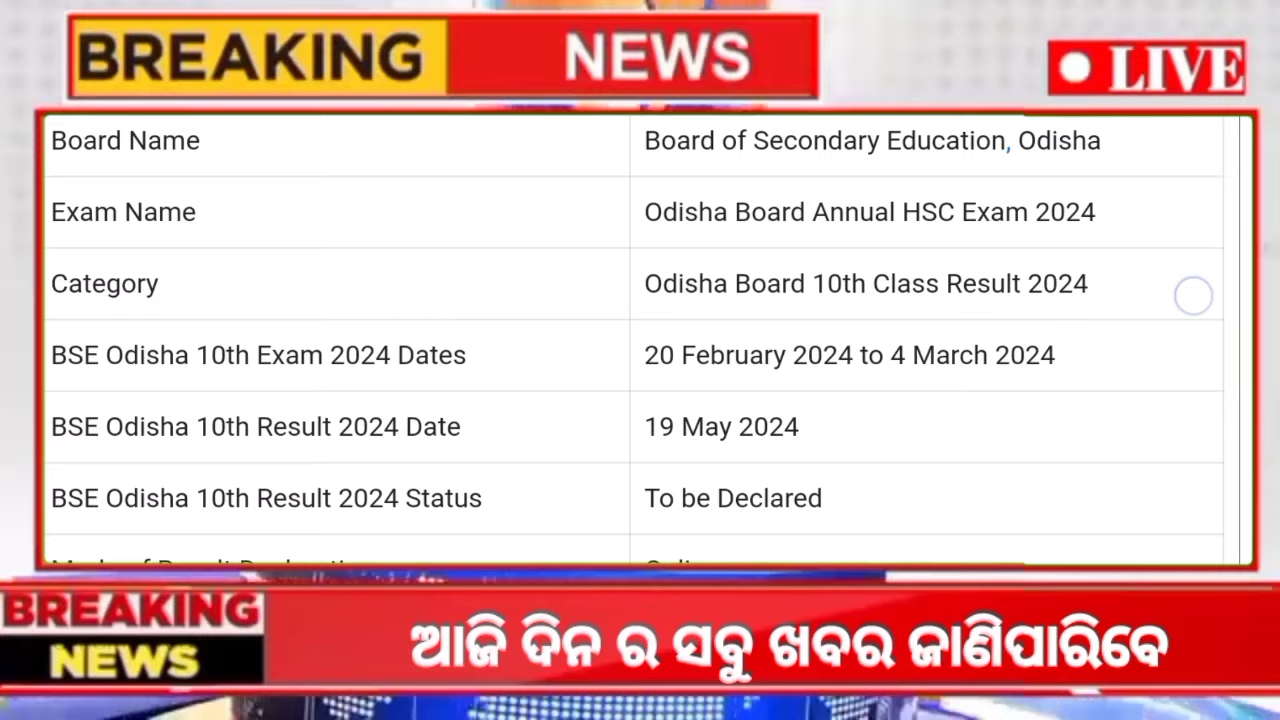 BREAKING NEWS
LIVE
Board Name Board of Secondary Education, Odisha
Exam Name Odisha Board Annual HSC Exam 2024
Category Odisha Board 10th Class Result 2024
BSE Odisha 10th Exam 2024 Dates 20 February 2024 to 4 March 2024
BSE Odisha 10th Result 2024 Date 19 May 2024
BSE Odisha 10th Result 2024 Status To be Declared
BREAKING
NEWS
ଆଜି ଦିନ ର ସବୁ ଖବର ଜାଣିପାରିବେ